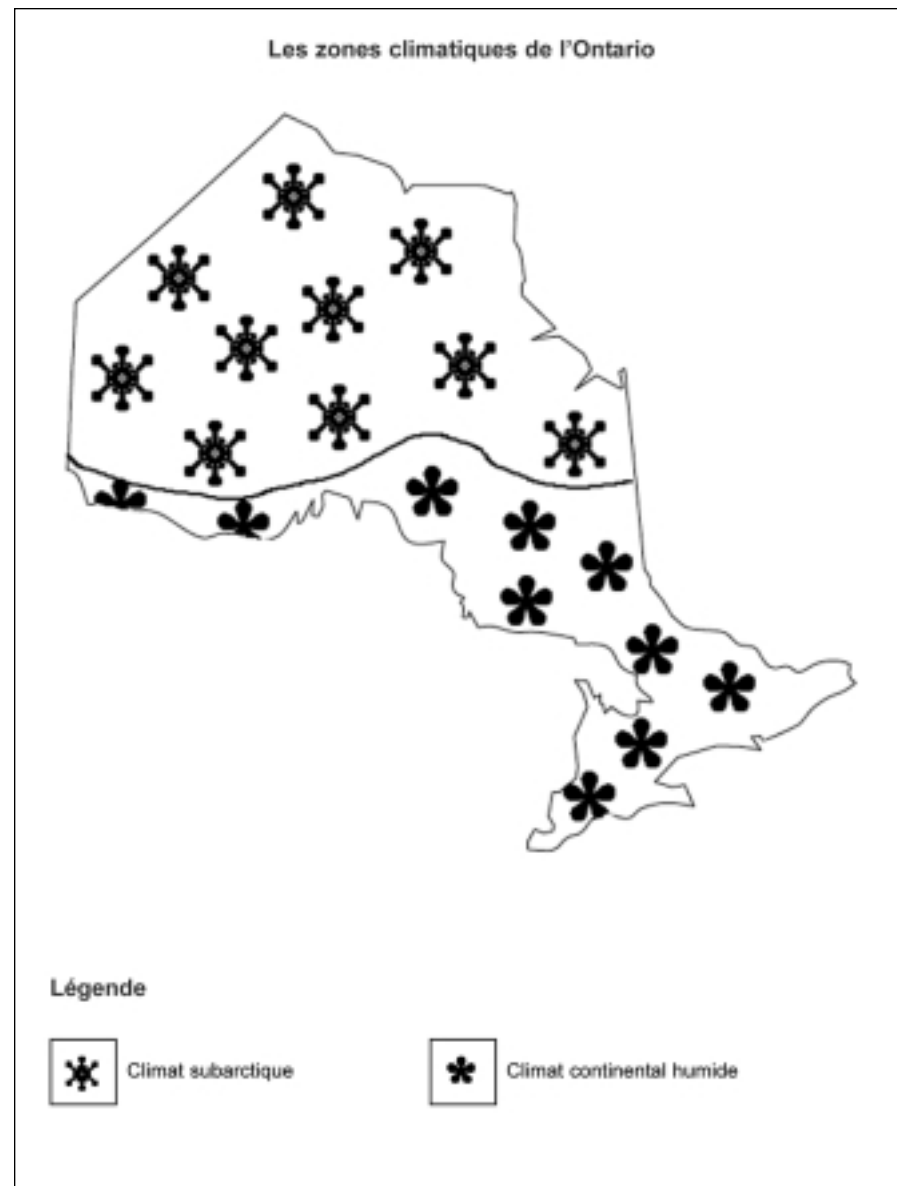 Les zones climatiques de l'Ontario
Légende
Climat subarctique
Climat continental humide